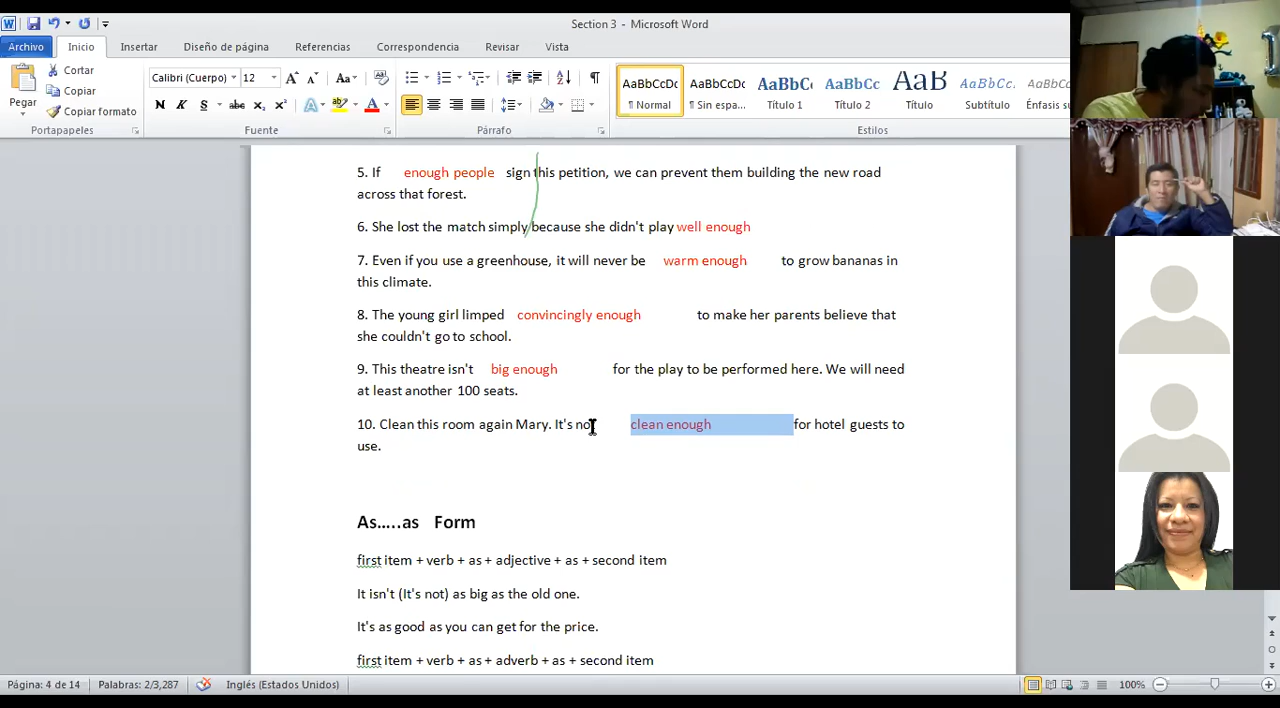 Section 3 - Microsoft Word
Archivo Inicio Insertar Diseño de página Referencias Correspondencia Revisar Vista
Pegar
Cortar
Copiar
Copiar formato
Portapapeles
Calibri (Cuerpo) 12
Aa
N K S abc x₂ x²
Fuente
Párrafo
AaBbCcDc AaBbCcDc AaBbC AaBbCc AaB AaBbCc. AaBbCcD
¶ Normal ¶ Sin espa... Título 1 Título 2 Título Subtítulo Énfasis su
Estilos
5. If enough people sign this petition, we can prevent them building the new road
across that forest.
6. She lost the match simply because she didn't play well enough
7. Even if you use a greenhouse, it will never be warm enough to grow bananas in
this climate.
8. The young girl limped convincingly enough to make her parents believe that
she couldn't go to school.
9. This theatre isn't big enough for the play to be performed here. We will need
at least another 100 seats.
10. Clean this room again Mary. It's not clean enough for hotel guests to
use.
As.....as Form
first item + verb + as + adjective + as + second item
It isn't (It's not) as big as the old one.
It's as good as you can get for the price.
first item + verb + as + adverb + as + second item
Página: 4 de 14 Palabras: 2/3,287 Inglés (Estados Unidos) 100%